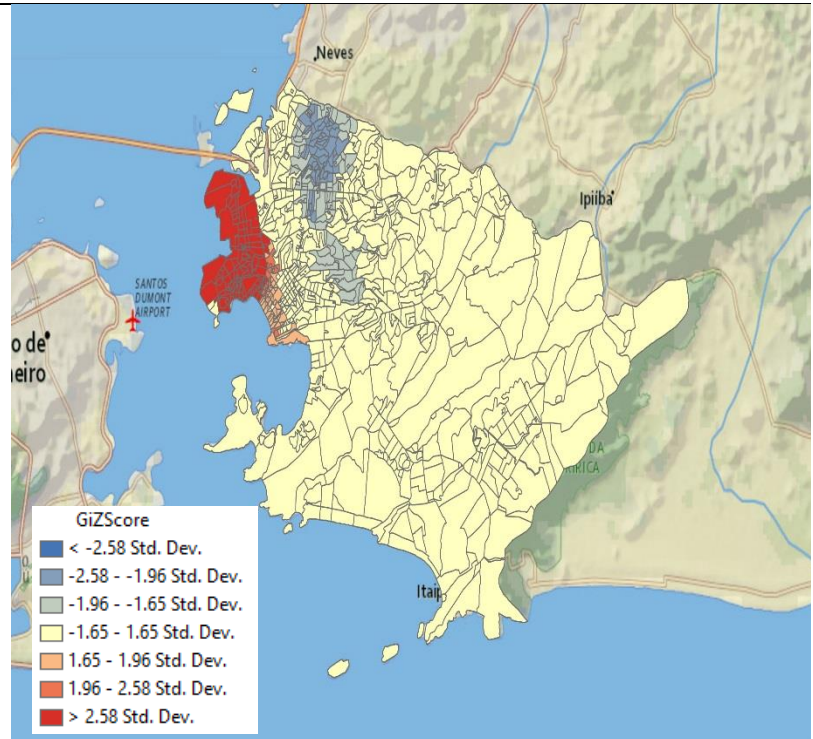 Neves
Ipiiba
SANTOS
DUMONT
AIRPORT
o de
neiro
DA
RIRICA
Itaip
GiZScore
< -2.58 Std. Dev.
-2.58 - -1.96 Std. Dev.
-1.96 - -1.65 Std. Dev.
-1.65 - 1.65 Std. Dev.
1.65 - 1.96 Std. Dev.
1.96 - 2.58 Std. Dev.
> 2.58 Std. Dev.